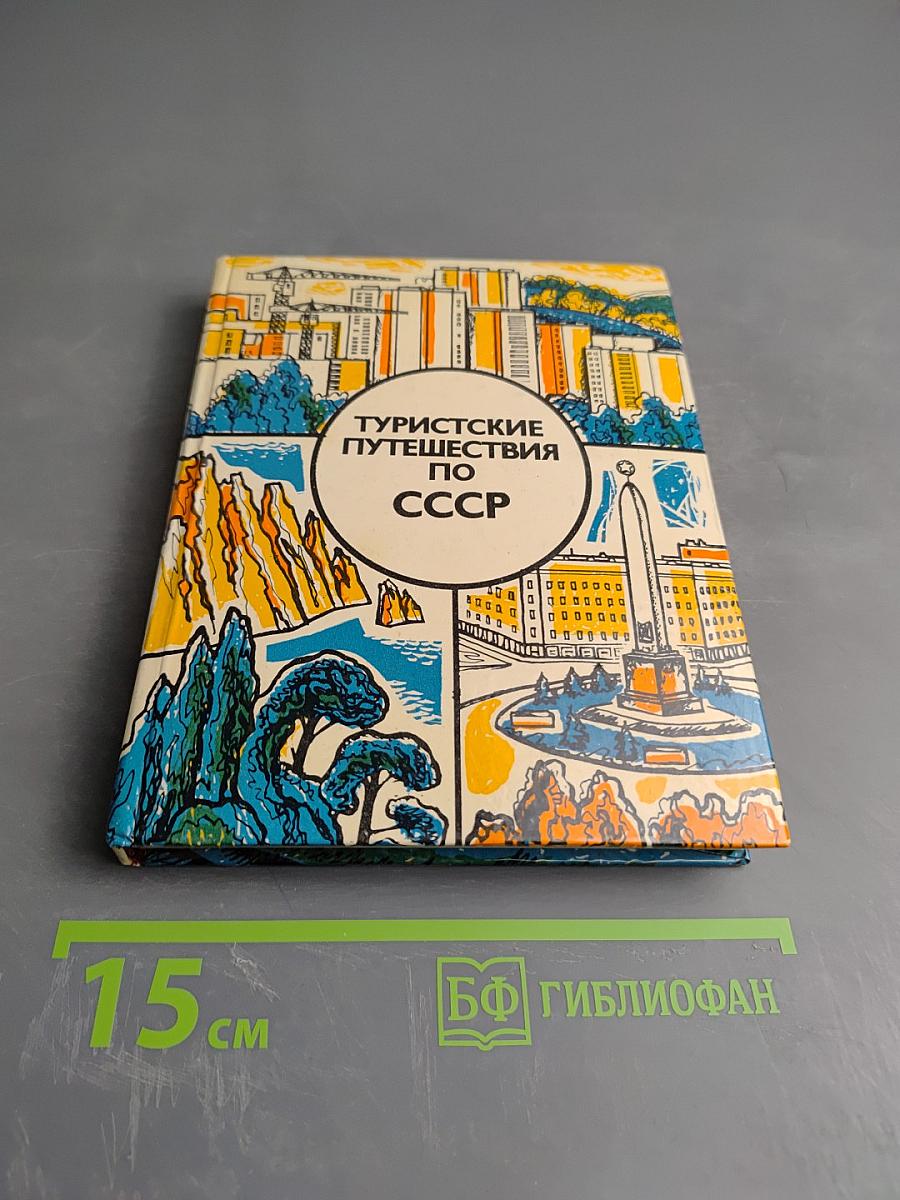 ТУРИСТСКИЕ
ПУТЕШЕСТВИЯ
ПО
СССР
15 см
БФ ГИБЛИОФАН